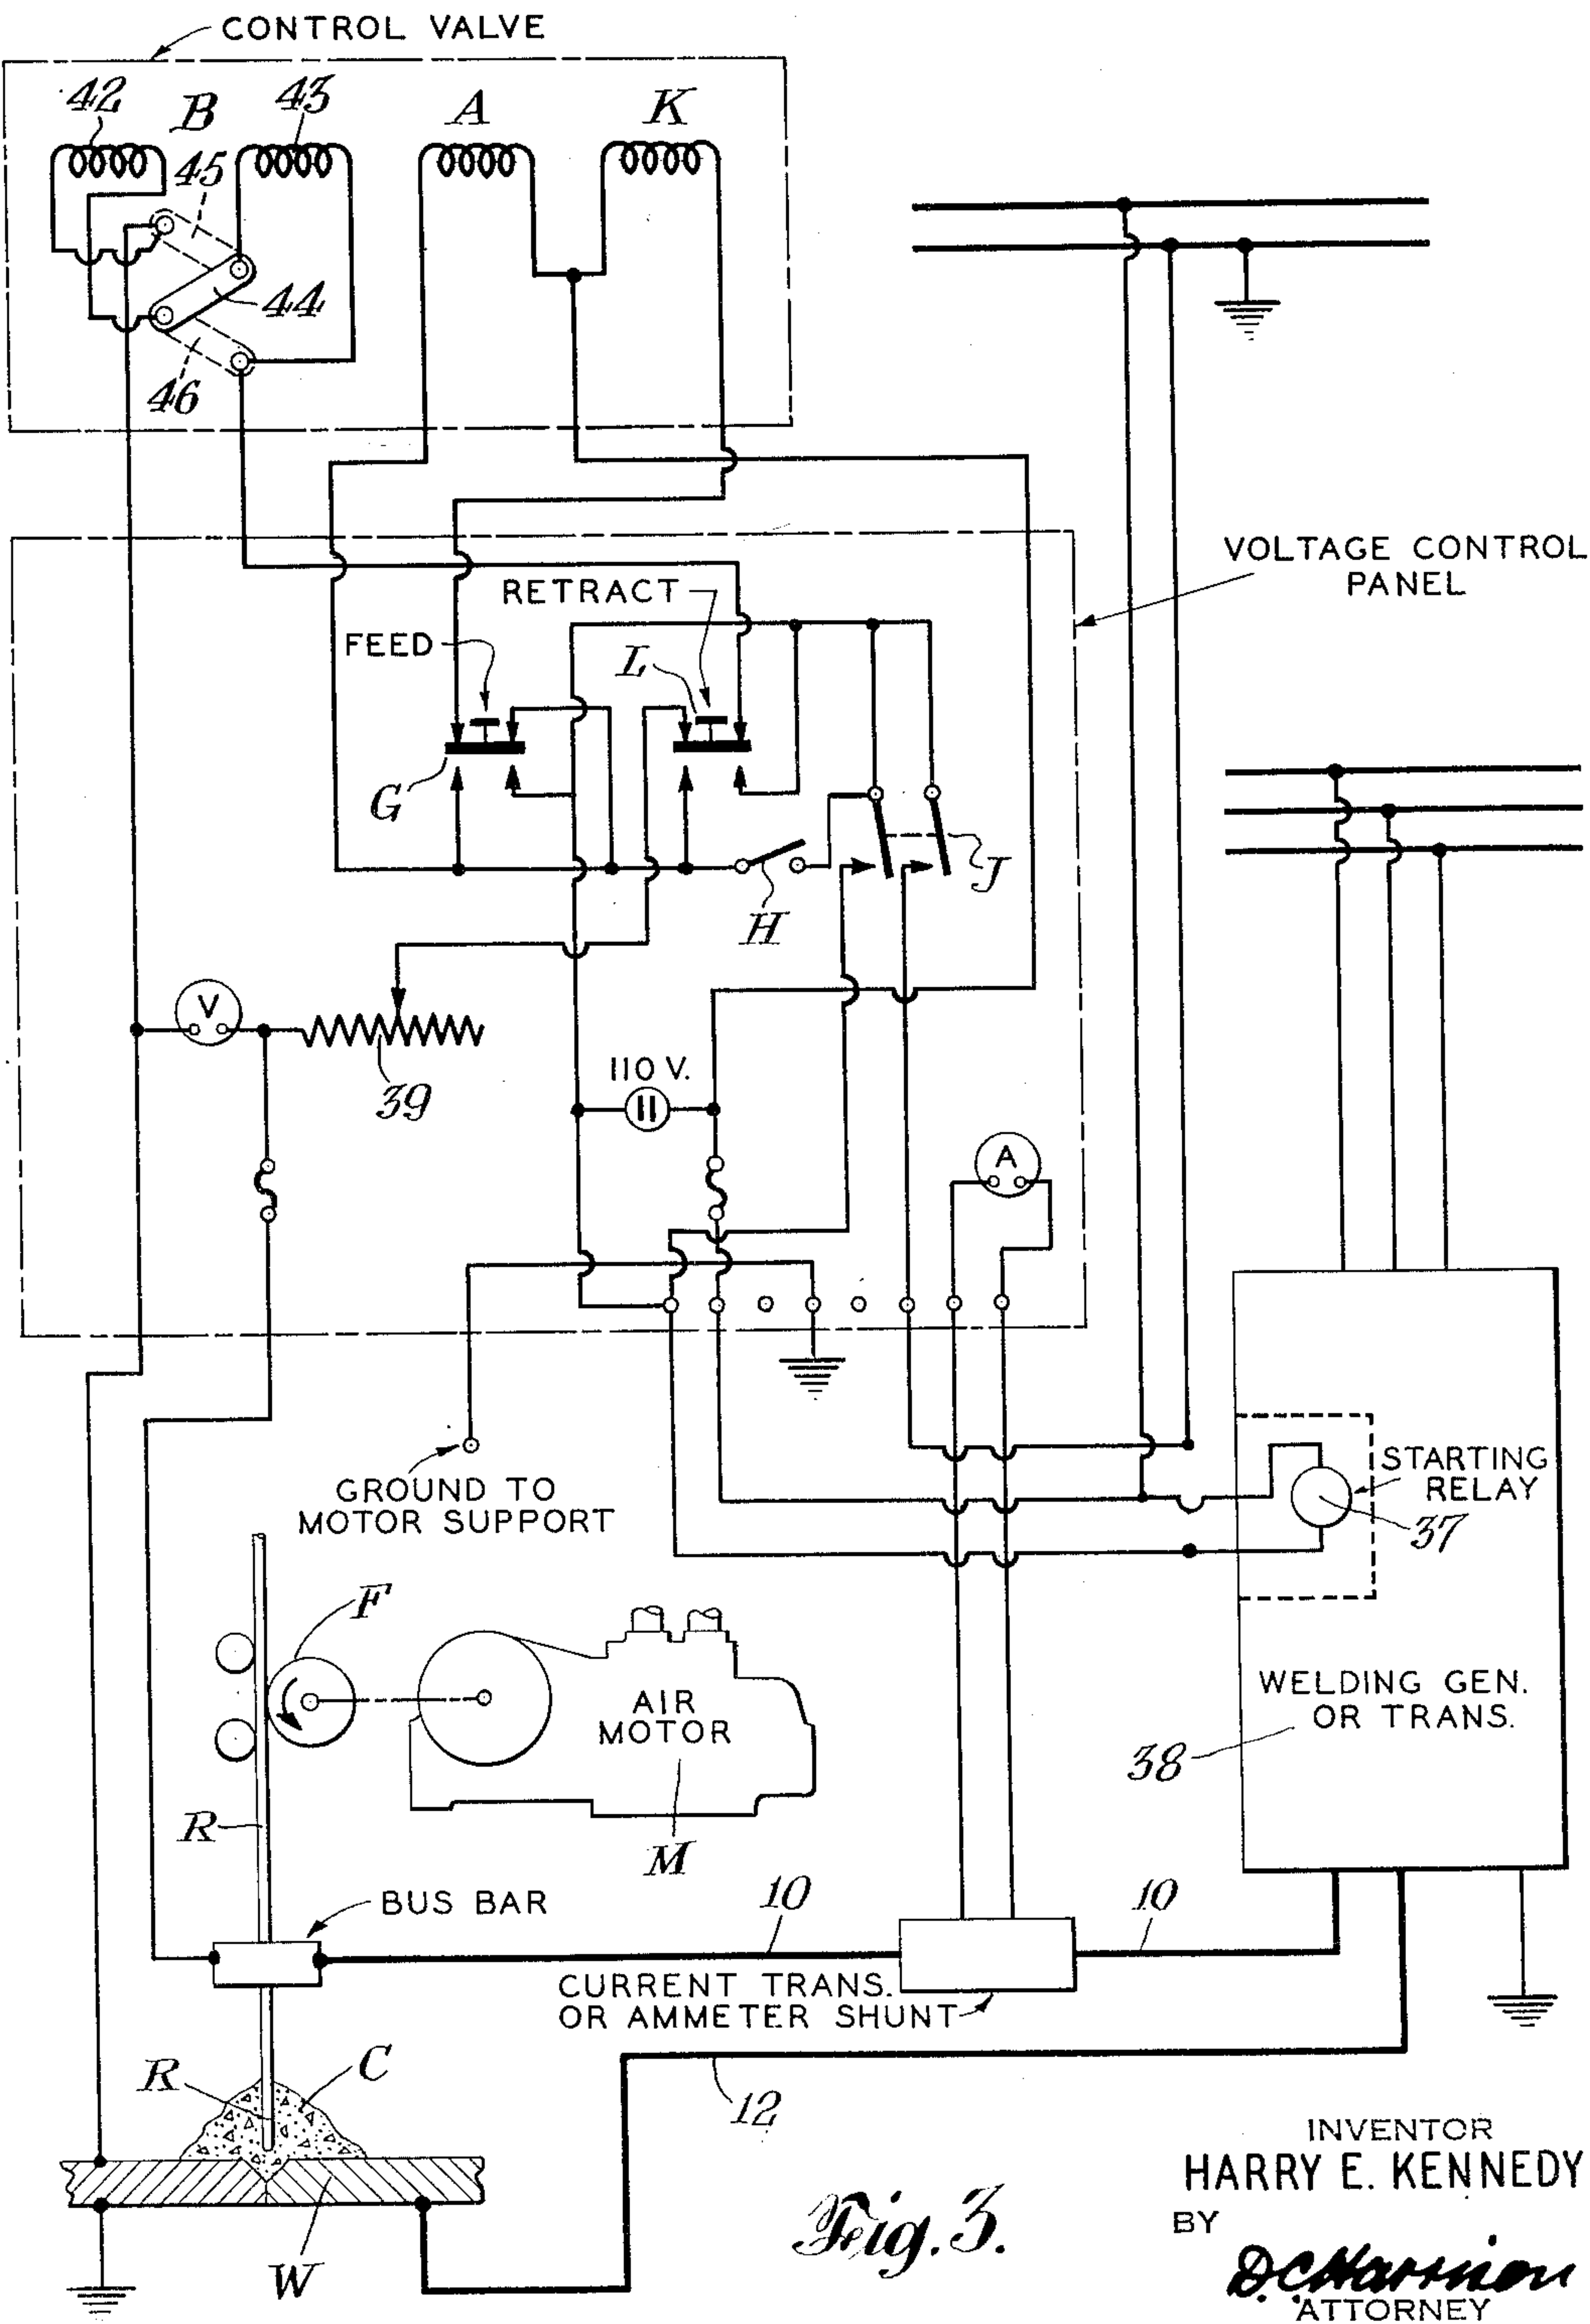 CONTROL VALVE
42
B
43
A
K
45
44
46
VOLTAGE CONTROL
PANEL
RETRACT
FEED
L
G
J
H
V
39
110 V.
A
STARTING
RELAY
37
GROUND TO
MOTOR SUPPORT
F
AIR
MOTOR
WELDING GEN.
OR TRANS.
38
R
M
BUS BAR
10
10
CURRENT TRANS.
OR AMMETER SHUNT
R
C
12
W
Fig. 3.
INVENTOR
HARRY E. KENNEDY
BY
D.C. Harrison
ATTORNEY